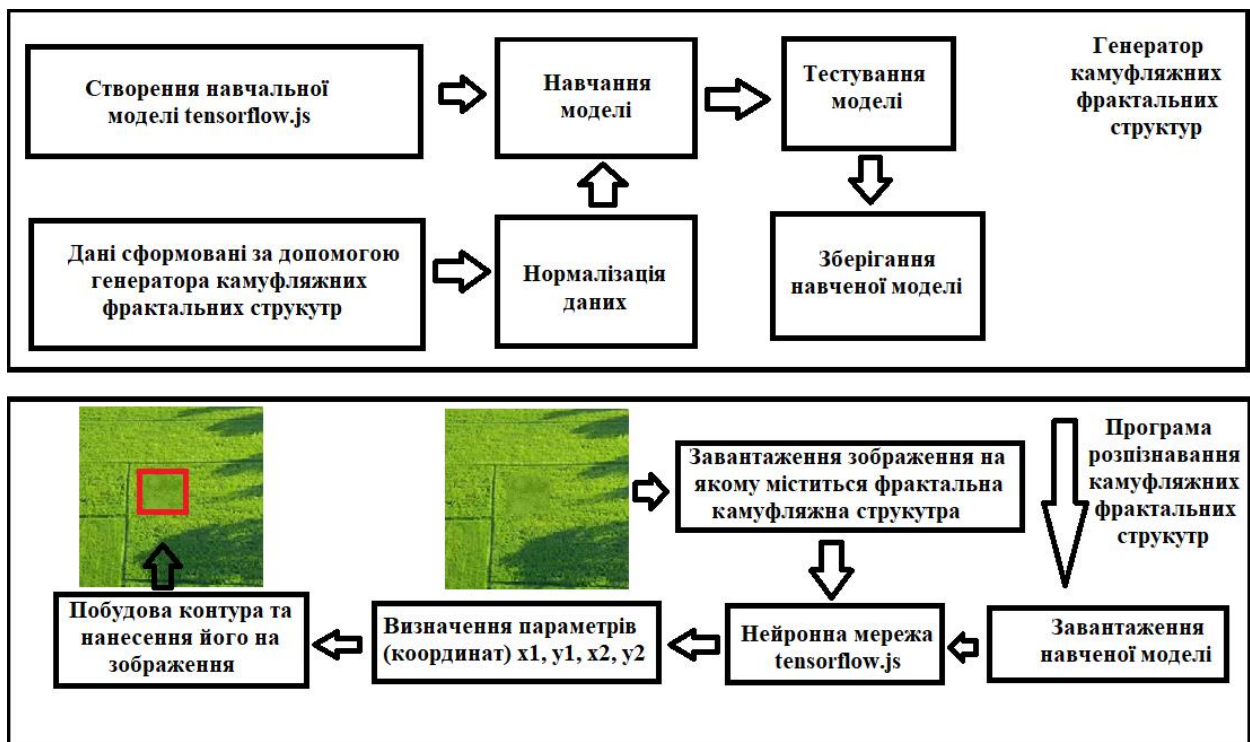 Створення навчальної
моделі tensorflow.js
Навчання
моделі
Тестування
моделі
Генератор
камуфляжних
фрактальних
структур
Дані сформовані за допомогою
генератора камуфляжних
фрактальних струкутр
Нормалізація
даних
Зберігання
навченої моделі
Завантаження зображення на
якому міститься фрактальна
камуфляжна струкутра
Програма
розпізнавання
камуфляжних
фрактальних
струкутр
Побудова контура та
нанесення його на
зображення
Визначення параметрів
(координат) x1, y1, x2, y2
Нейронна мережа
tensorflow.js
Завантаження
навченої моделі